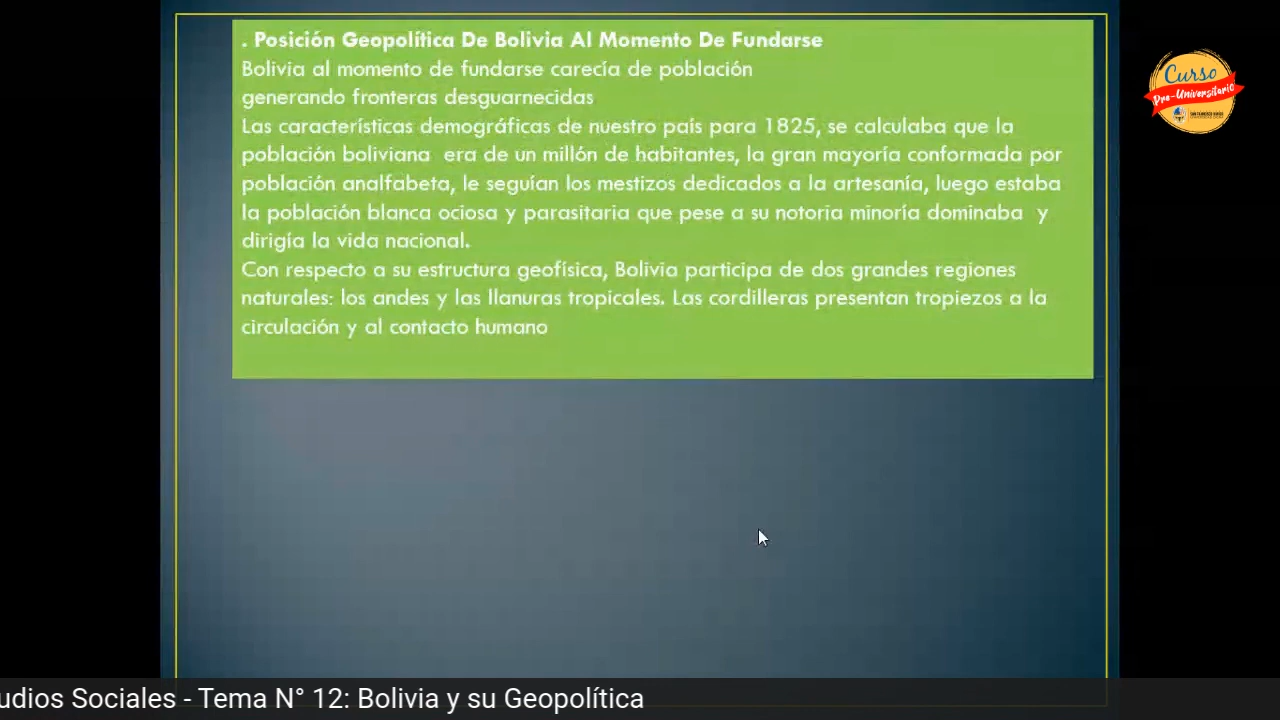 . Posición Geopolítica De Bolivia Al Momento De Fundarse
Bolivia al momento de fundarse carecía de población
generando fronteras desguarnecidas
Las características demográficas de nuestro país para 1825, se calculaba que la
población boliviana era de un millón de habitantes, la gran mayoría conformada por
población analfabeta, le seguían los mestizos dedicados a la artesanía, luego estaba
la población blanca ociosa y parasitaria que pese a su notoria minoría dominaba y
dirigía la vida nacional.
Con respecto a su estructura geofísica, Bolivia participa de dos grandes regiones
naturales: los andes y las llanuras tropicales. Las cordilleras presentan tropiezos a la
circulación y al contacto humano
Curso
Pre-Universitario
udios Sociales - Tema N° 12: Bolivia y su Geopolítica